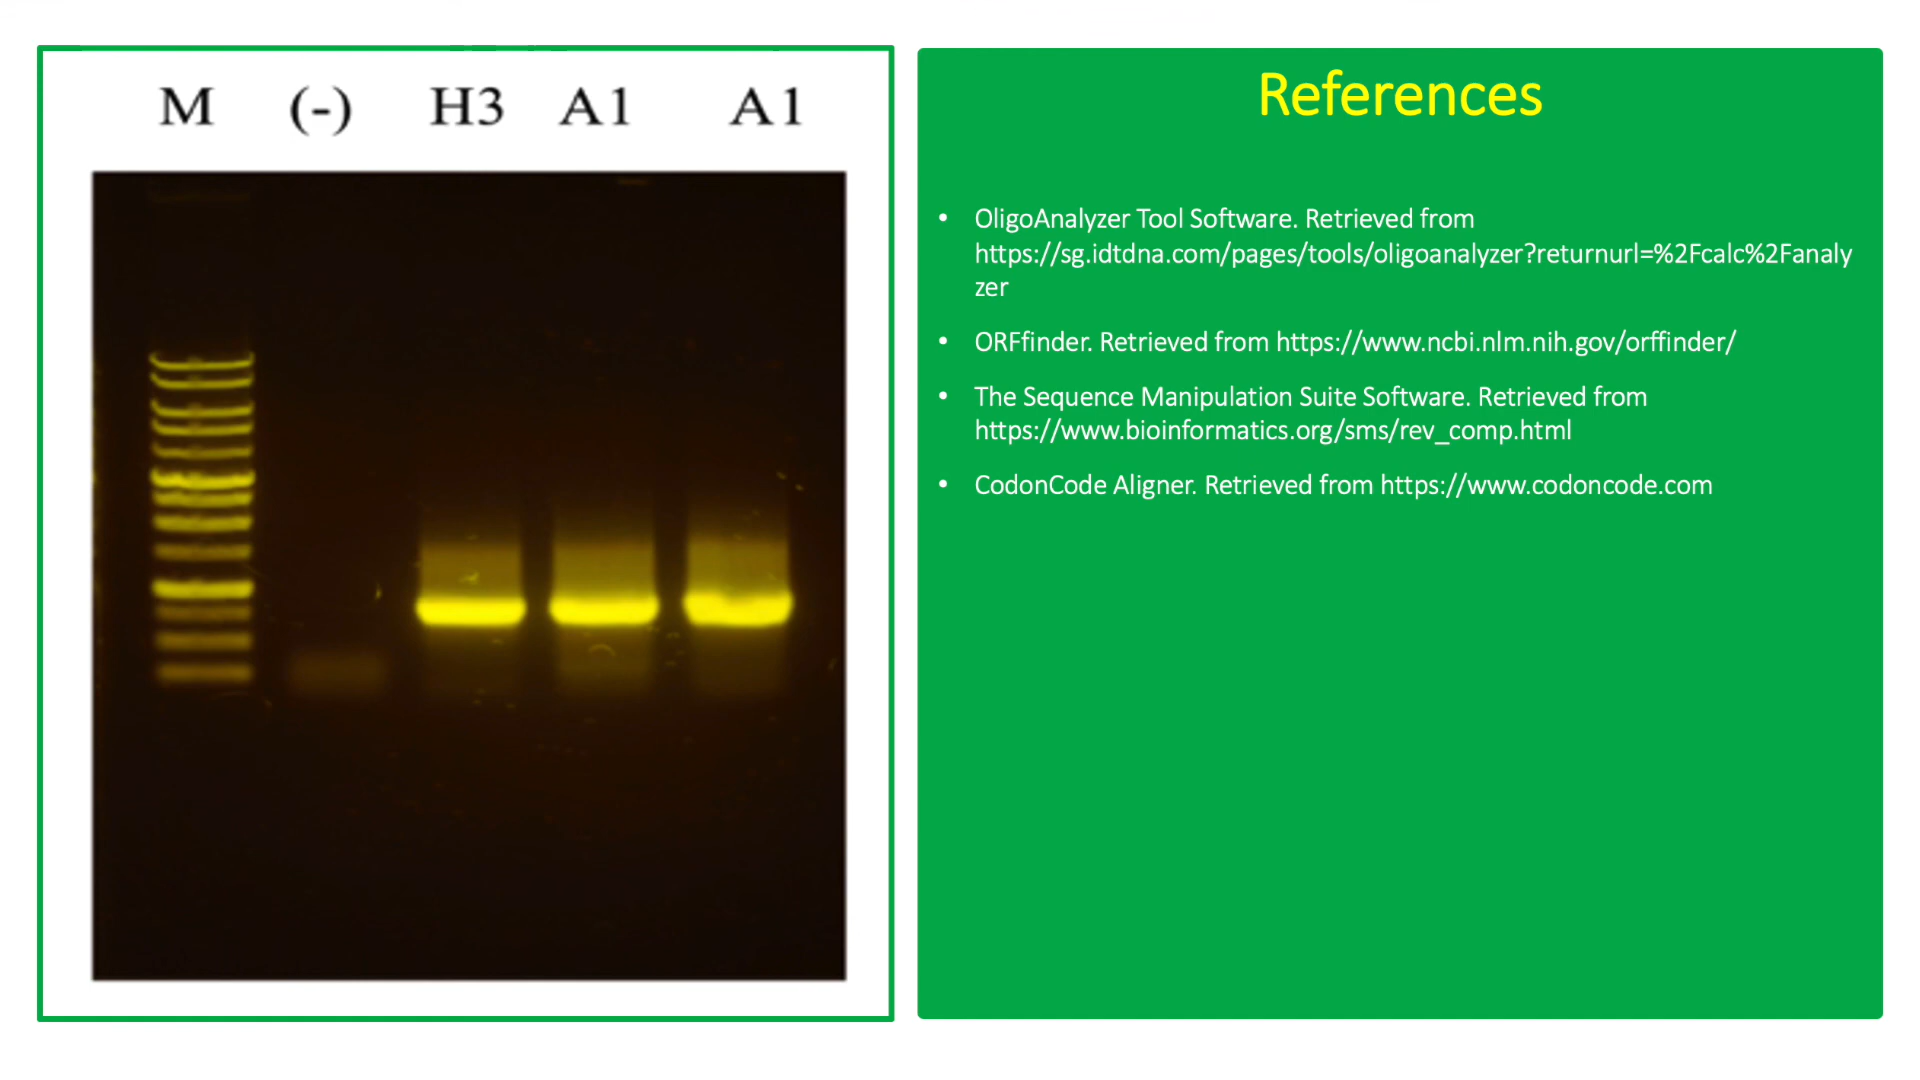 M (-) H3 A1 A1
References
• OligoAnalyzer Tool Software. Retrieved from
https://sg.idtdna.com/pages/tools/oligoanalyzer?returnurl=%2Fcalc%2Fanaly
zer
• ORFfinder. Retrieved from https://www.ncbi.nlm.nih.gov/orffinder/
• The Sequence Manipulation Suite Software. Retrieved from
https://www.bioinformatics.org/sms/rev_comp.html
• CodonCode Aligner. Retrieved from https://www.codoncode.com